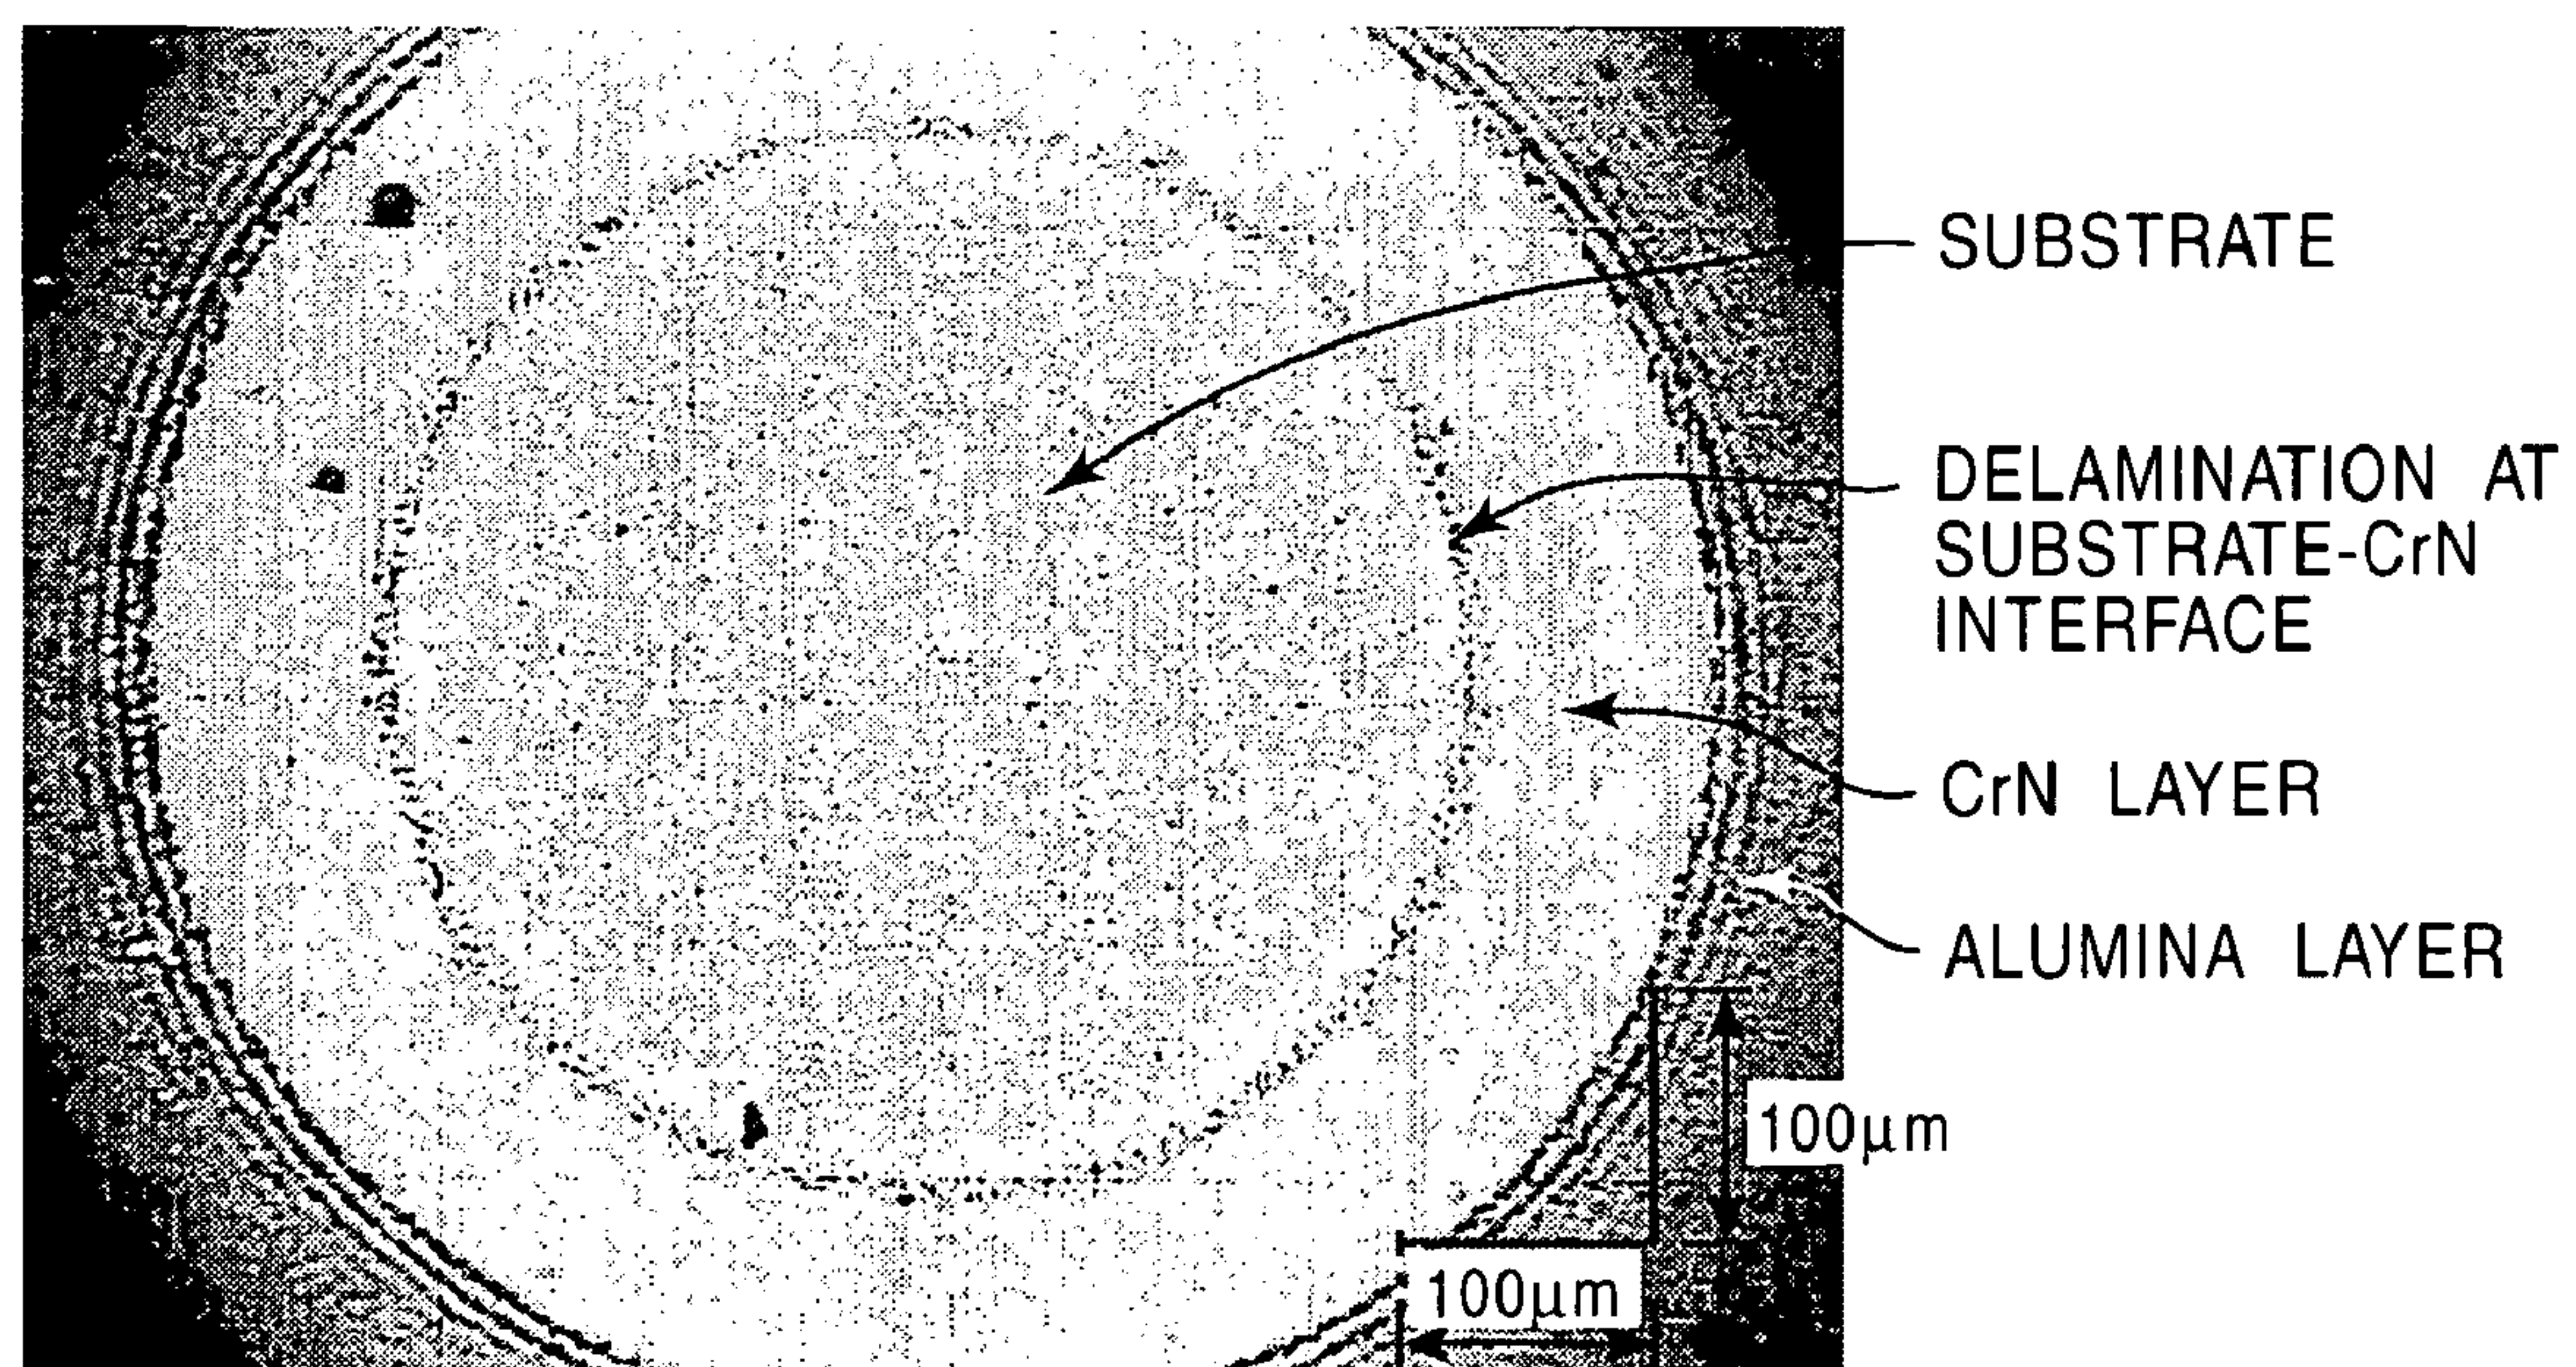 SUBSTRATE
DELAMINATION AT
SUBSTRATE-CrN
INTERFACE
CrN LAYER
ALUMINA LAYER
100μm
100μm